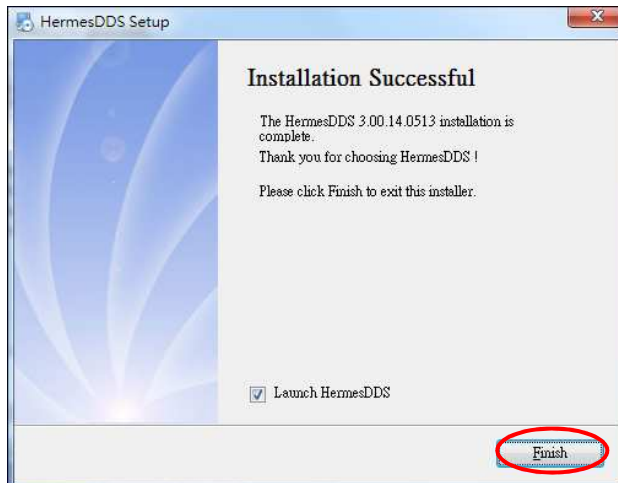 HermesDDS Setup
Installation Successful
The HermesDDS 3.00.14.0513 installation is
complete.
Thank you for choosing HermesDDS !
Please click Finish to exit this installer.
Launch HermesDDS
Finish